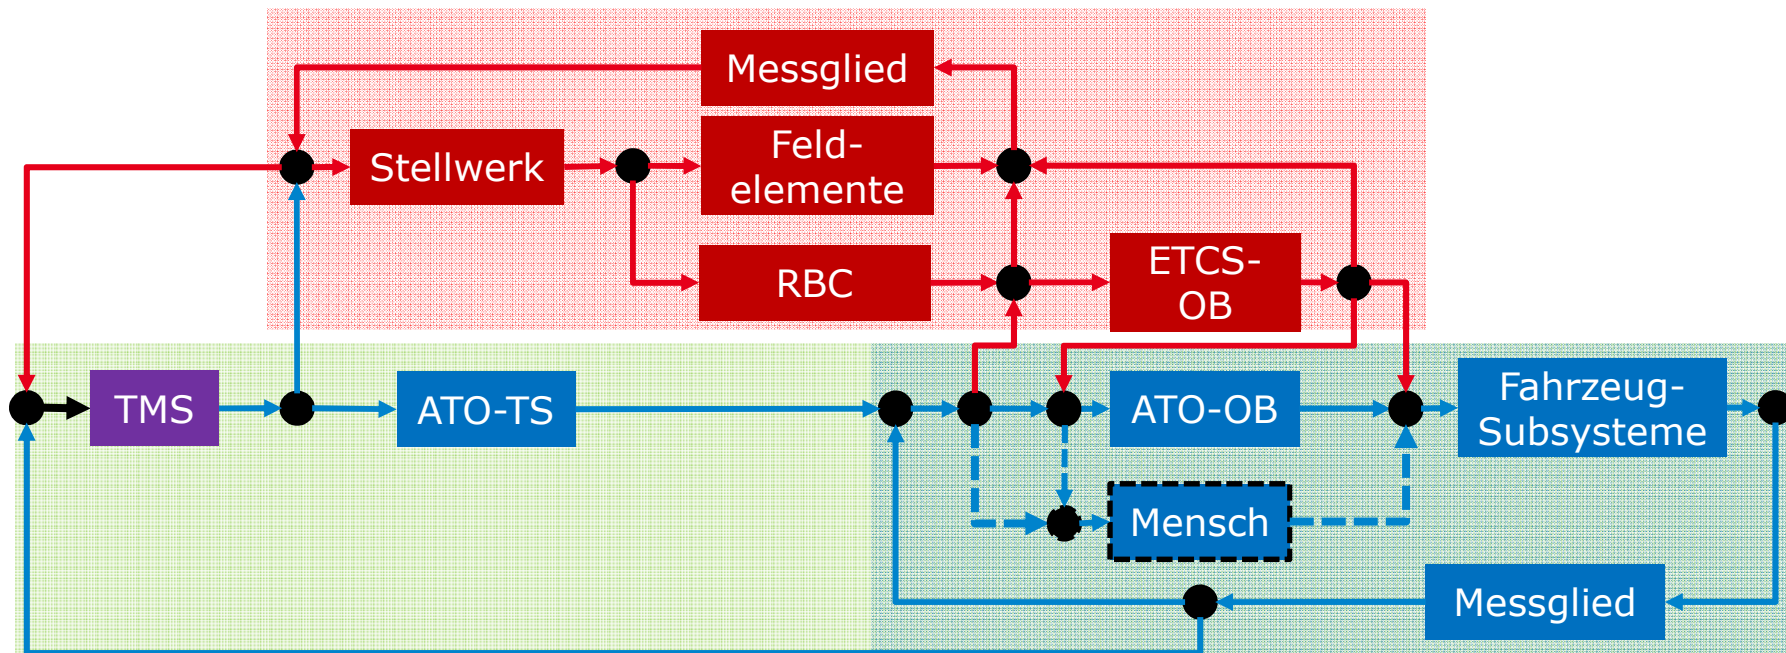 Messglied
Stellwerk
Feld-
elemente
RBC
ETCS-
OB
TMS
ATO-TS
ATO-OB
Fahrzeug-
Subsysteme
Mensch
Messglied